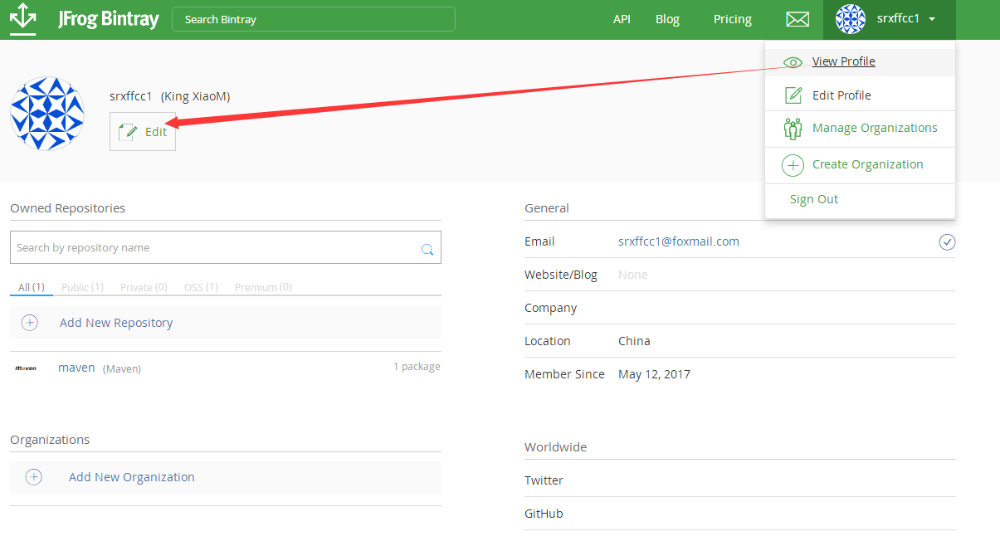 JFrog Bintray
Search Bintray
API
Blog
Pricing
srxffcc1
View Profile
Edit Profile
Manage Organizations
Create Organization
Sign Out
srxffcc1 (King XiaoM)
Edit
Owned Repositories
Search by repository name
All (1) Public (1) Private (0) OSS (1) Premium (0)
Add New Repository
maven maven (Maven) 1 package
Organizations
Add New Organization
General
Email srxffcc1@foxmail.com
Website/Blog None
Company
Location China
Member Since May 12, 2017
Worldwide
Twitter
GitHub